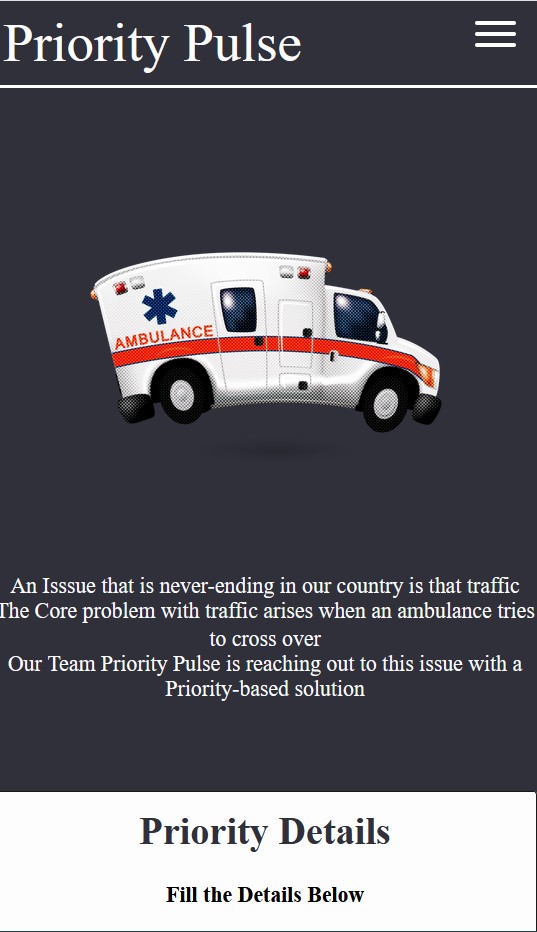 Priority Pulse
AMBULANCE
An Isssue that is never-ending in our country is that traffic
The Core problem with traffic arises when an ambulance tries
to cross over
Our Team Priority Pulse is reaching out to this issue with a
Priority-based solution
Priority Details
Fill the Details Below